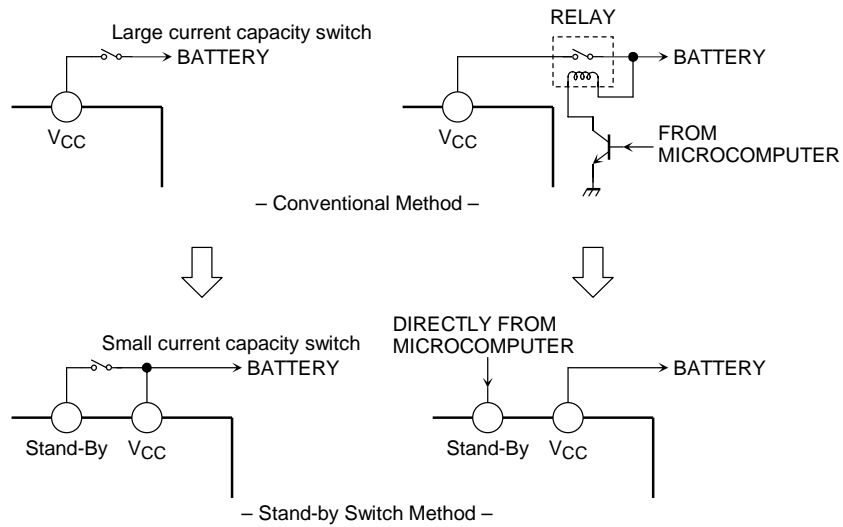 Large current capacity switch
BATTERY
VCC
RELAY
BATTERY
VCC
FROM
MICROCOMPUTER
– Conventional Method –
Small current capacity switch
BATTERY
Stand-By
VCC
DIRECTLY FROM
MICROCOMPUTER
BATTERY
Stand-By
VCC
– Stand-by Switch Method –